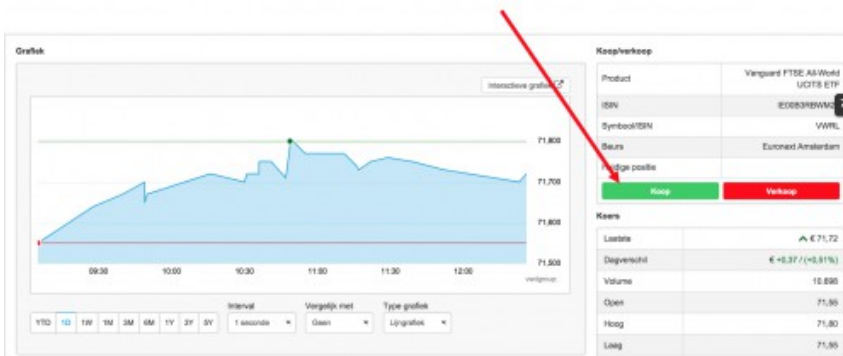 Grafiek
Interactieve grafiek
71,800
71,700
71,600
71,500
09:30 10:00 10:30 11:00 11:30 12:00
vwdgroup:
Interval Vergelijk met Type grafiek
YTD 1D 1W 1M 3M 6M 1Y 3Y 5Y 1 seconde Geen Lijngrafiek
Koop/verkoop
Product Vanguard FTSE All-World
UCITS ETF
ISIN IE00B3RBWM2
Symbool/ISIN VWRL
Beurs Euronext Amsterdam
Huidige positie
Koop Verkoop
Koers
Laatste € 71,72
Dagverschil € +0,37 / (+0,51%)
Volume 10.898
Open 71,55
Hoog 71,80
Laag 71,55